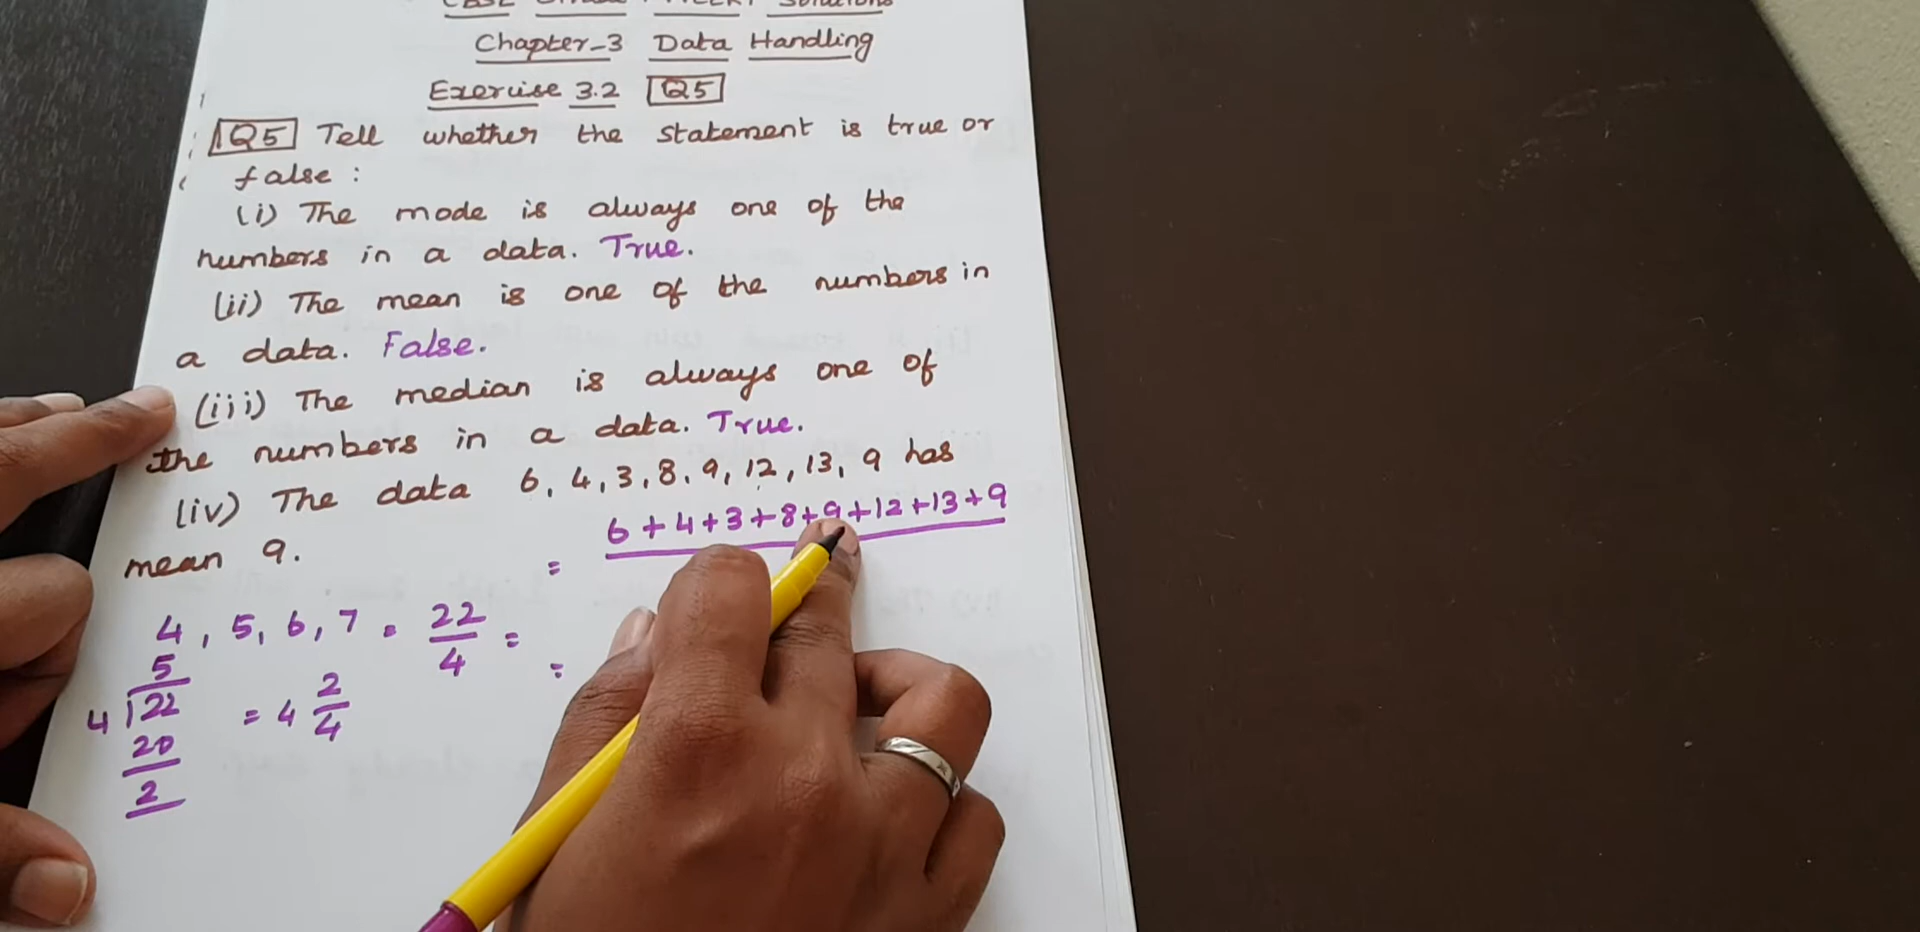 Chapter-3 Data Handling
Exercise 3.2 Q5
Q5 Tell whether the statement is true or
false :
(i) The mode is always one of the
numbers in a data. True.
(ii) The mean is one of the numbers in
a data. False.
(iii) The median is always one of
the numbers in a data. True.
(iv) The data 6, 4, 3, 8, 9, 12, 13, 9 has
mean 9.
= 6+4+3+8+9+12+13+9
=
4, 5, 6, 7 = 22/4 =
5
4 22 = 4 2/4
20
2